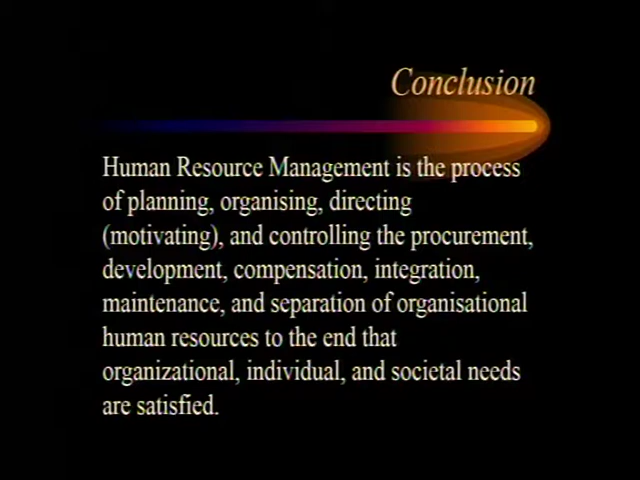 Conclusion
Human Resource Management is the process
of planning, organising, directing
(motivating), and controlling the procurement,
development, compensation, integration,
maintenance, and separation of organisational
human resources to the end that
organizational, individual, and societal needs
are satisfied.